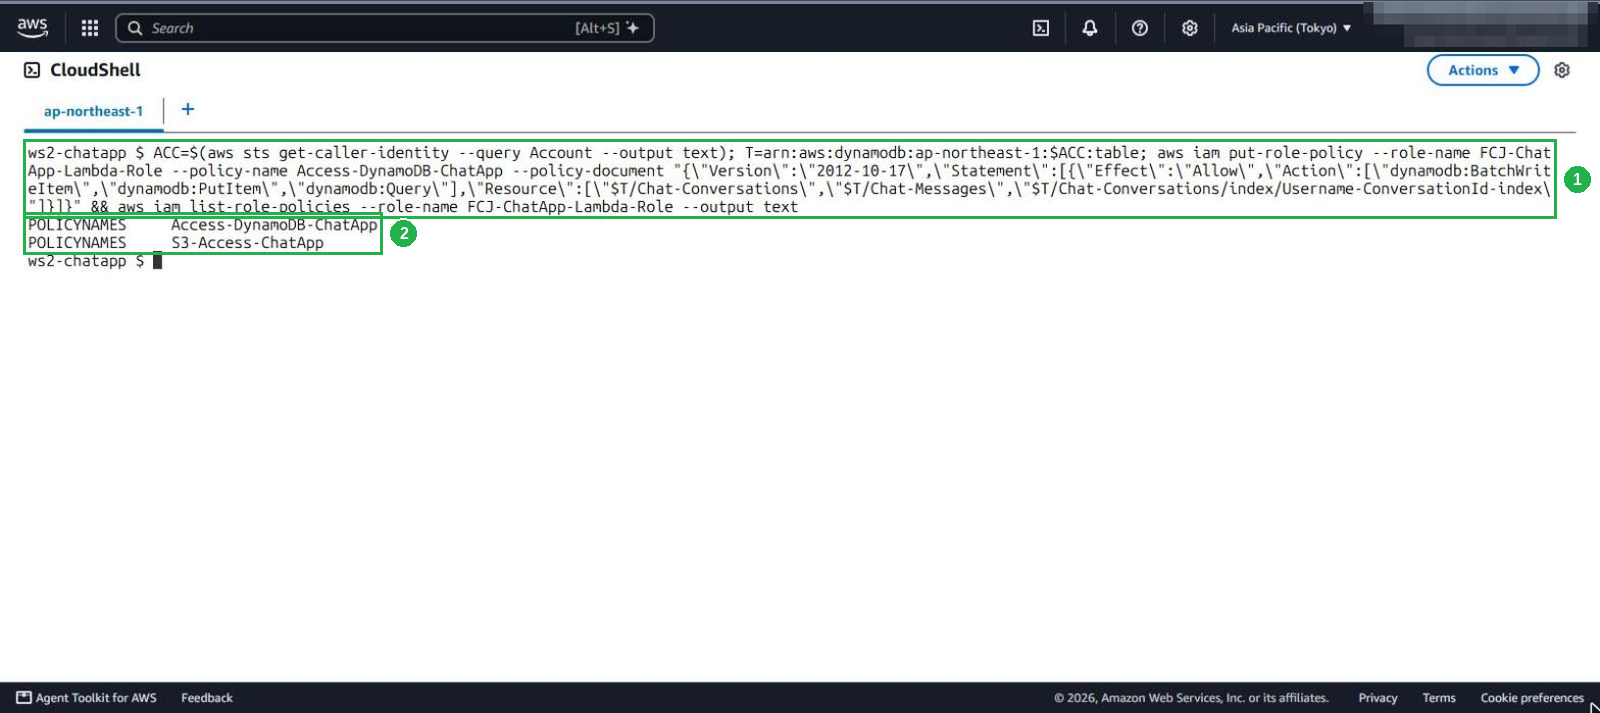 aws
Search [Alt+S]
Asia Pacific (Tokyo)
CloudShell
Actions
ap-northeast-1 +
ws2-chatapp $ ACC=$(aws sts get-caller-identity --query Account --output text); T=arn:aws:dynamodb:ap-northeast-1:$ACC:table; aws iam put-role-policy --role-name FCJ-Chat
App-Lambda-Role --policy-name Access-DynamoDB-ChatApp --policy-document "{\"Version\":\"2012-10-17\",\"Statement\":[{\"Effect\":\"Allow\",\"Action\":[\"dynamodb:BatchWrit
eItem\",\"dynamodb:PutItem\",\"dynamodb:Query\"],\"Resource\":[\"$T/Chat-Conversations\",\"$T/Chat-Messages\",\"$T/Chat-Conversations/index/Username-ConversationId-index\
"]}]}" && aws iam list-role-policies --role-name FCJ-ChatApp-Lambda-Role --output text
1
POLICYNAMES Access-DynamoDB-ChatApp
2
POLICYNAMES S3-Access-ChatApp
ws2-chatapp $
Agent Toolkit for AWS Feedback © 2026, Amazon Web Services, Inc. or its affiliates. Privacy Terms Cookie preferences